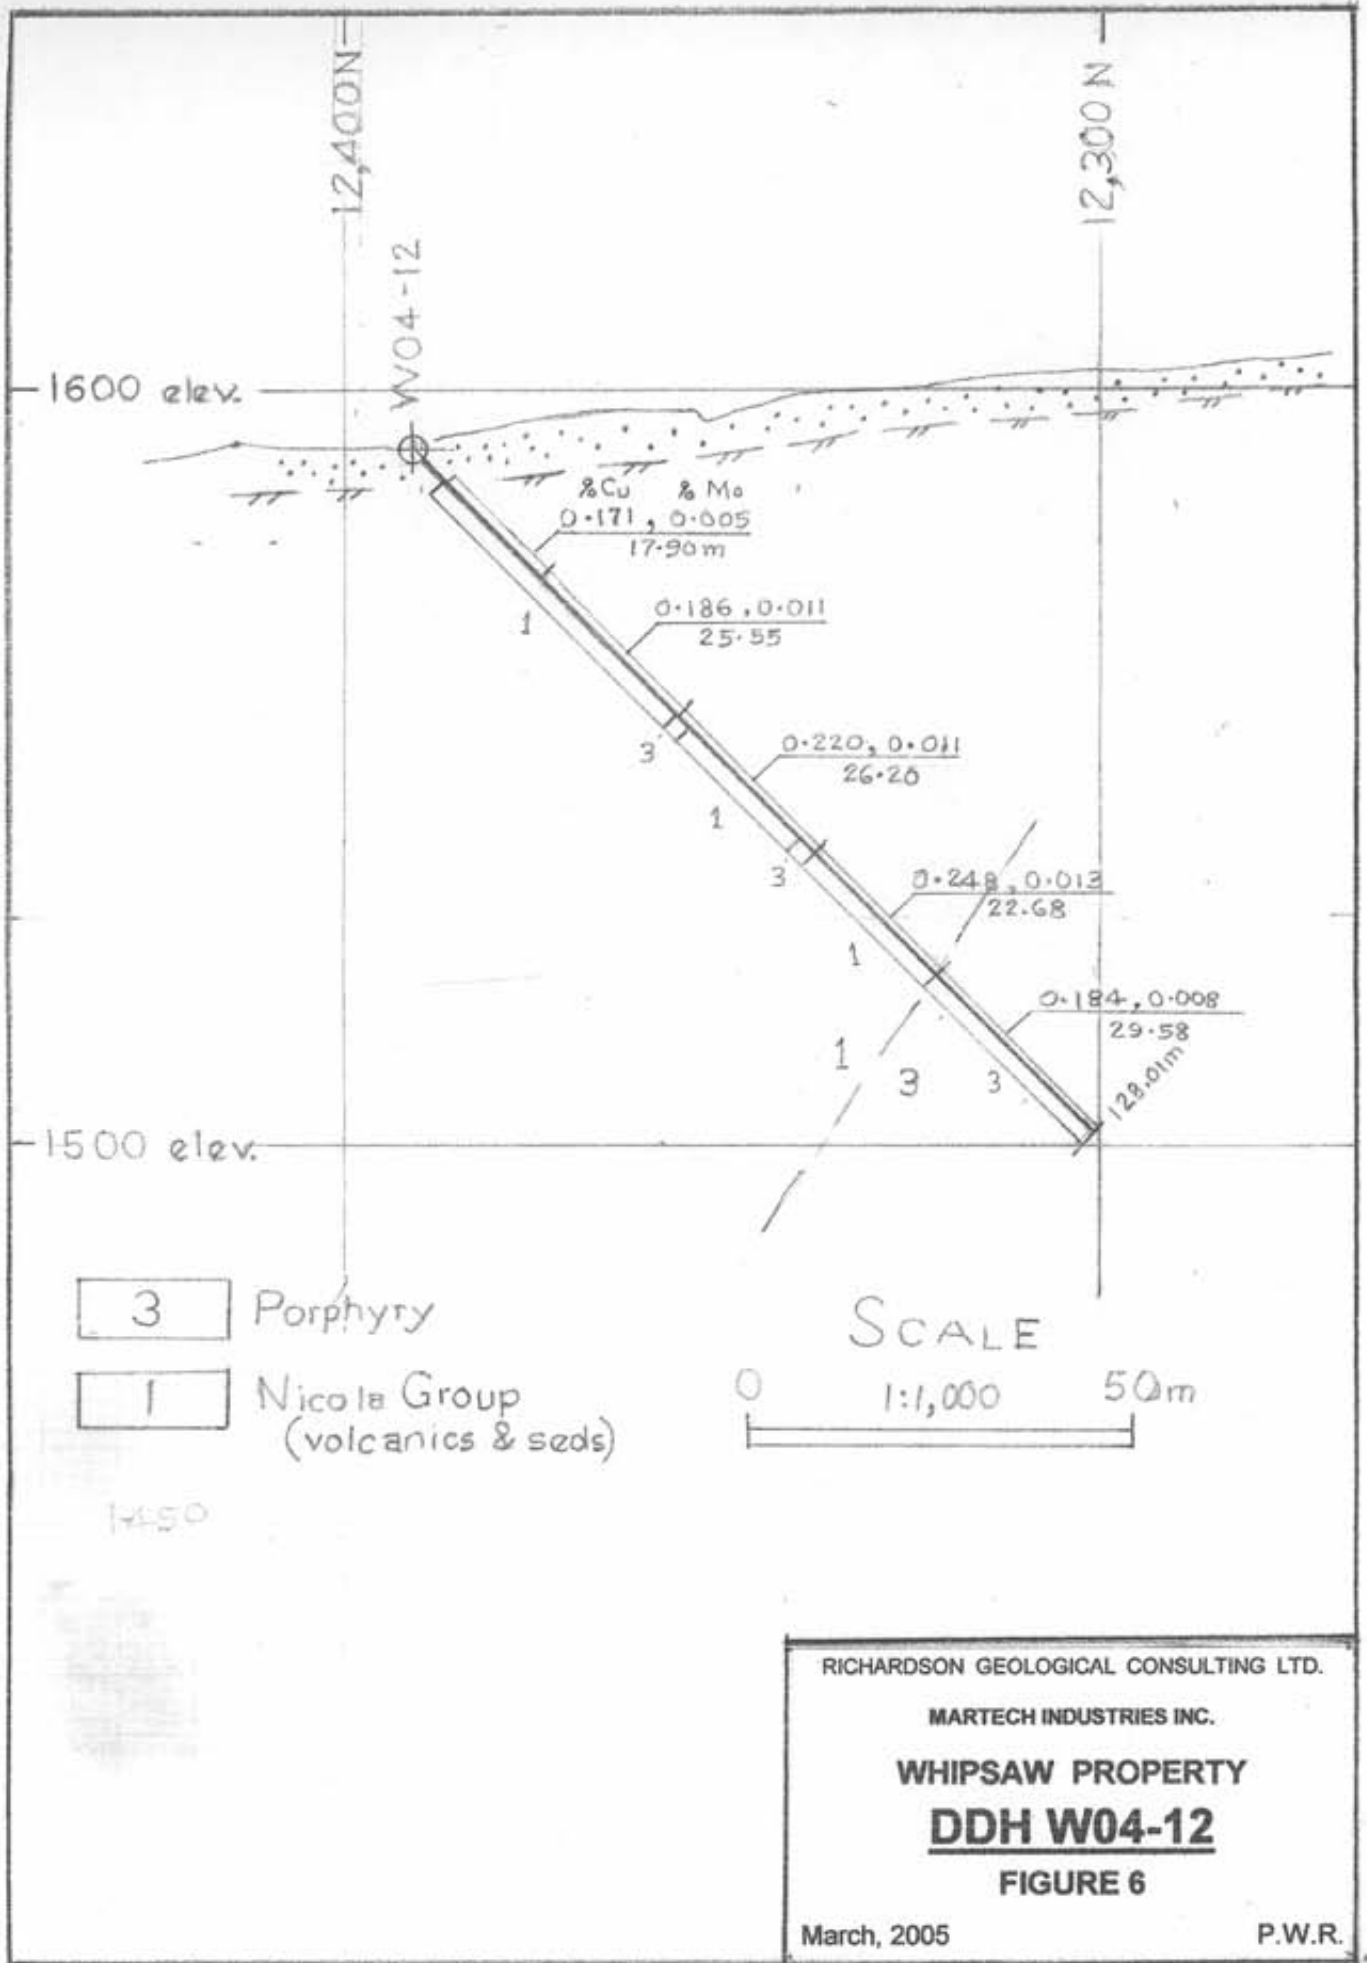 12,400N
12,300N
W04-12
1600 elev.
%Cu %Mo
0.171, 0.005
17.90m
1
0.186, 0.011
25.55
3
0.220, 0.011
26.20
1
3
0.248, 0.013
22.68
1
0.184, 0.008
29.58
1
3
3
128.01m
1500 elev.
3 Porphyry
SCALE
1 Nicola Group
(volcanics & seds)
0 1:1,000 50m
1450
RICHARDSON GEOLOGICAL CONSULTING LTD.
MARTECH INDUSTRIES INC.
WHIPSAW PROPERTY
DDH W04-12
FIGURE 6
March, 2005 P.W.R.